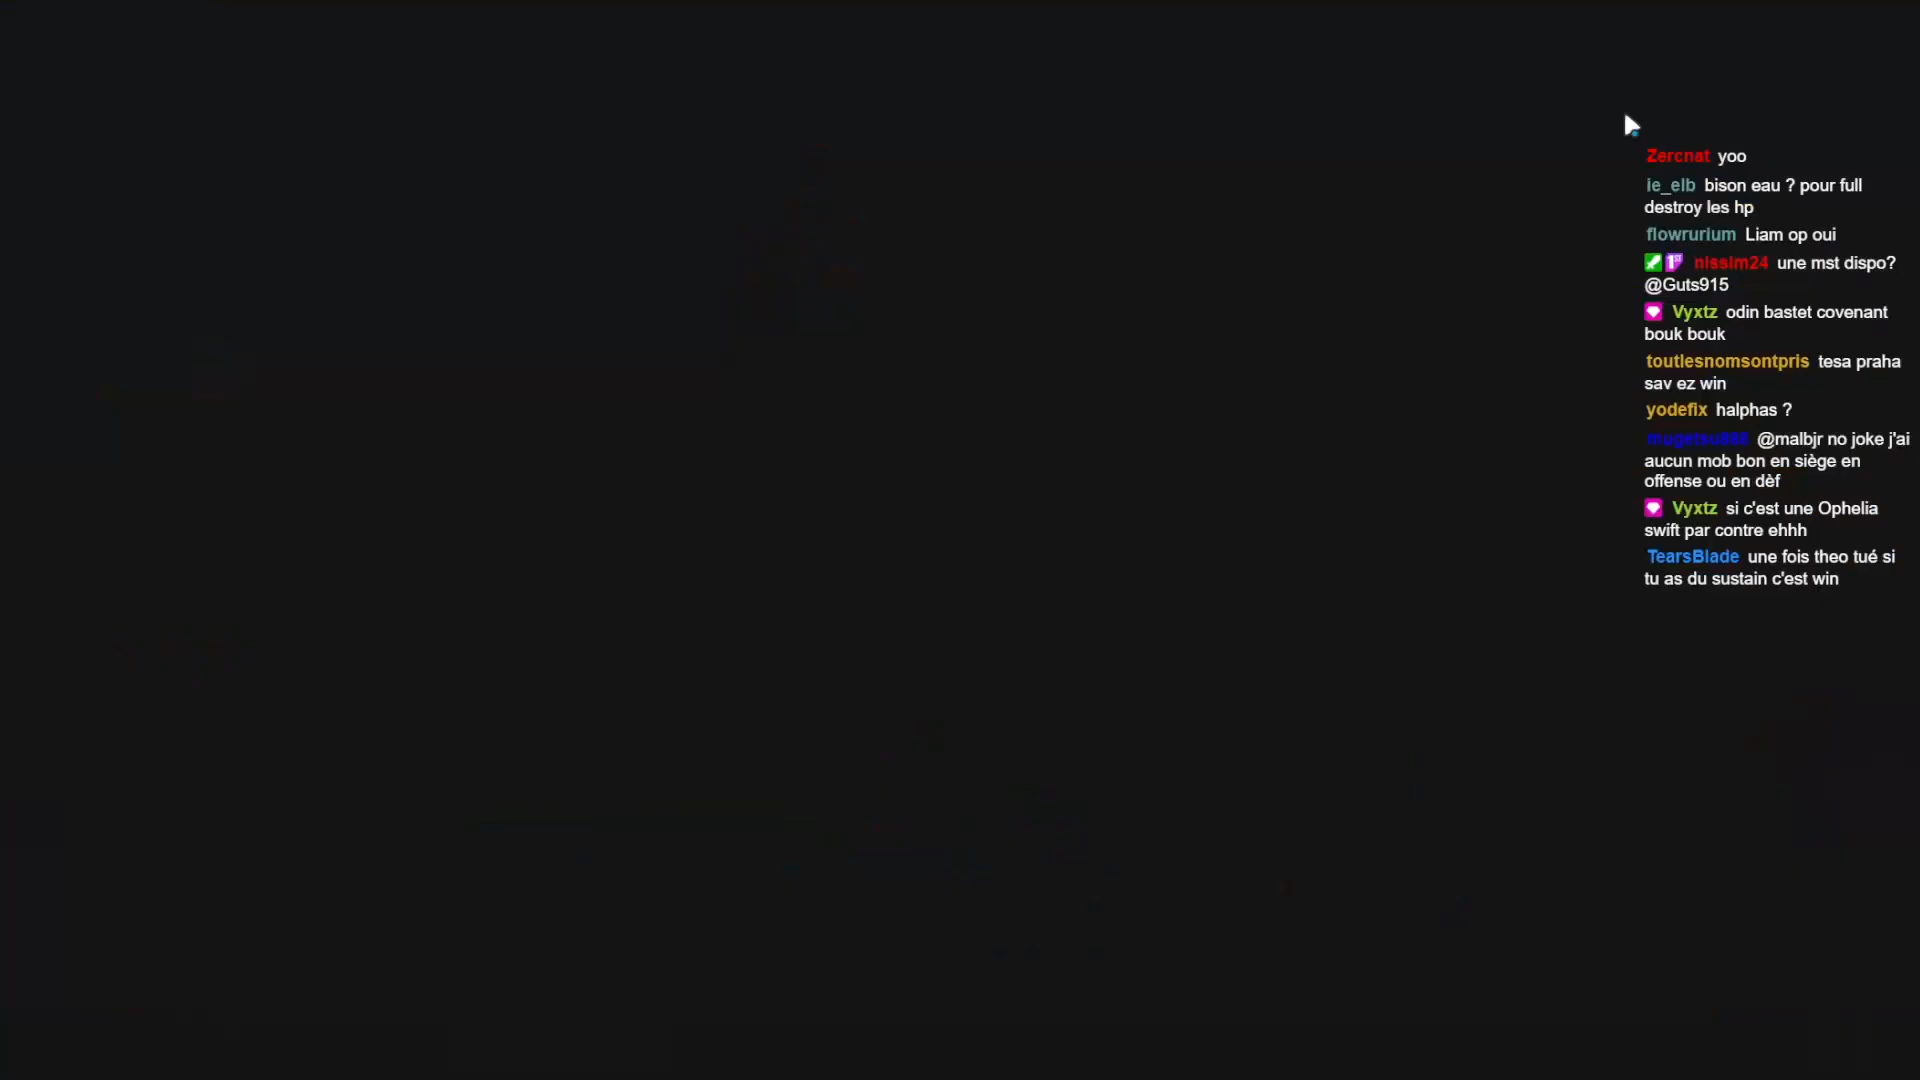 Zercnat yoo
ie_elb bison eau ? pour full
destroy les hp
flowrurium Liam op oui
nissim24 une mst dispo?
@Guts915
Vyxtz odin bastet covenant
bouk bouk
toutlesnomsontpris tesa praha
sav ez win
yodefix halphas ?
@malbjr no joke j'ai
aucun mob bon en siège en
offense ou en dèf
Vyxtz si c'est une Ophelia
swift par contre ehhh
TearsBlade une fois theo tué si
tu as du sustain c'est win